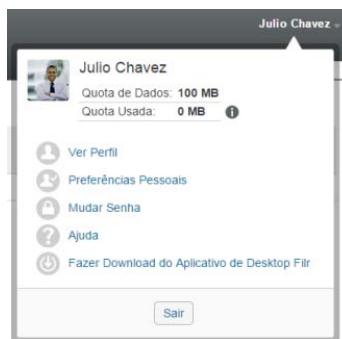 Julio Chavez
Julio Chavez
Quota de Dados: 100 MB
Quota Usada: 0 MB
Ver Perfil
Preferências Pessoais
Mudar Senha
Ajuda
Fazer Download do Aplicativo de Desktop Filr
Sair